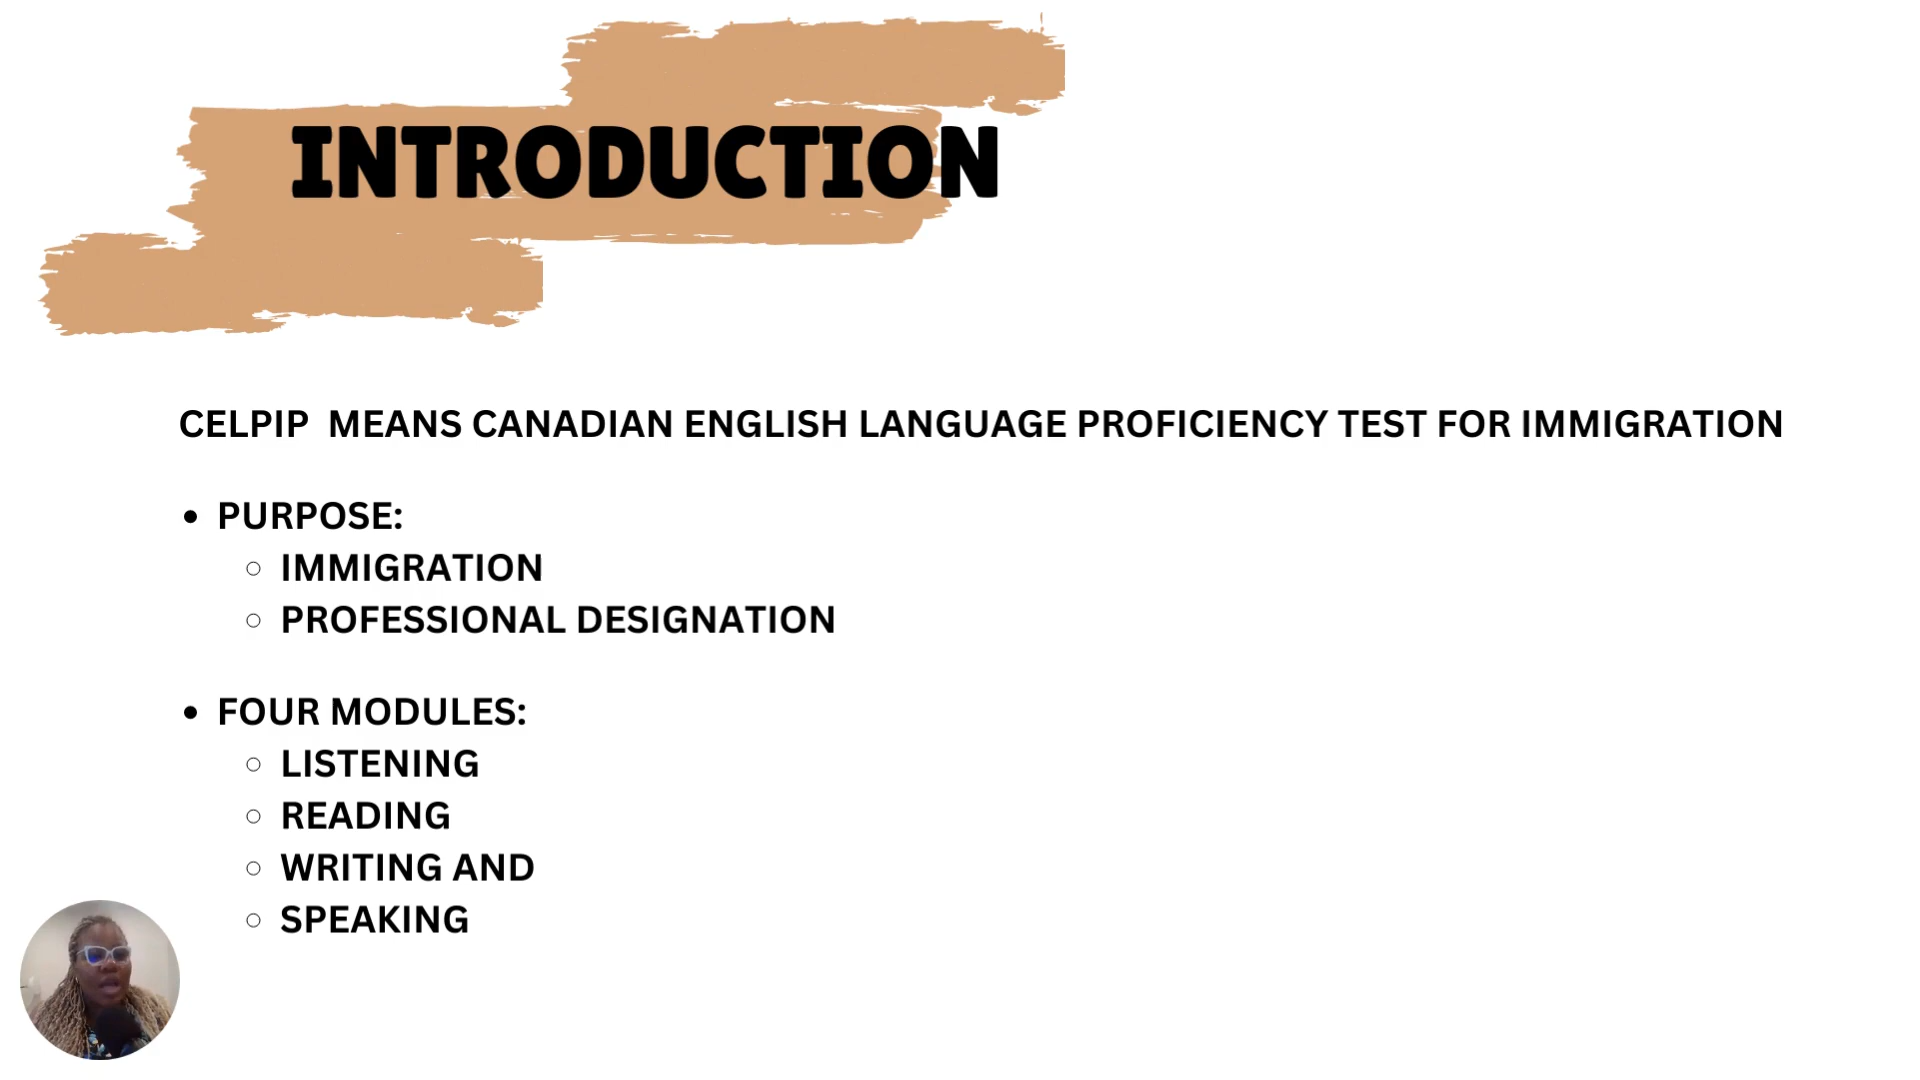 INTRODUCTION
CELPIP MEANS CANADIAN ENGLISH LANGUAGE PROFICIENCY TEST FOR IMMIGRATION
• PURPOSE:
○ IMMIGRATION
○ PROFESSIONAL DESIGNATION
• FOUR MODULES:
○ LISTENING
○ READING
○ WRITING AND
○ SPEAKING